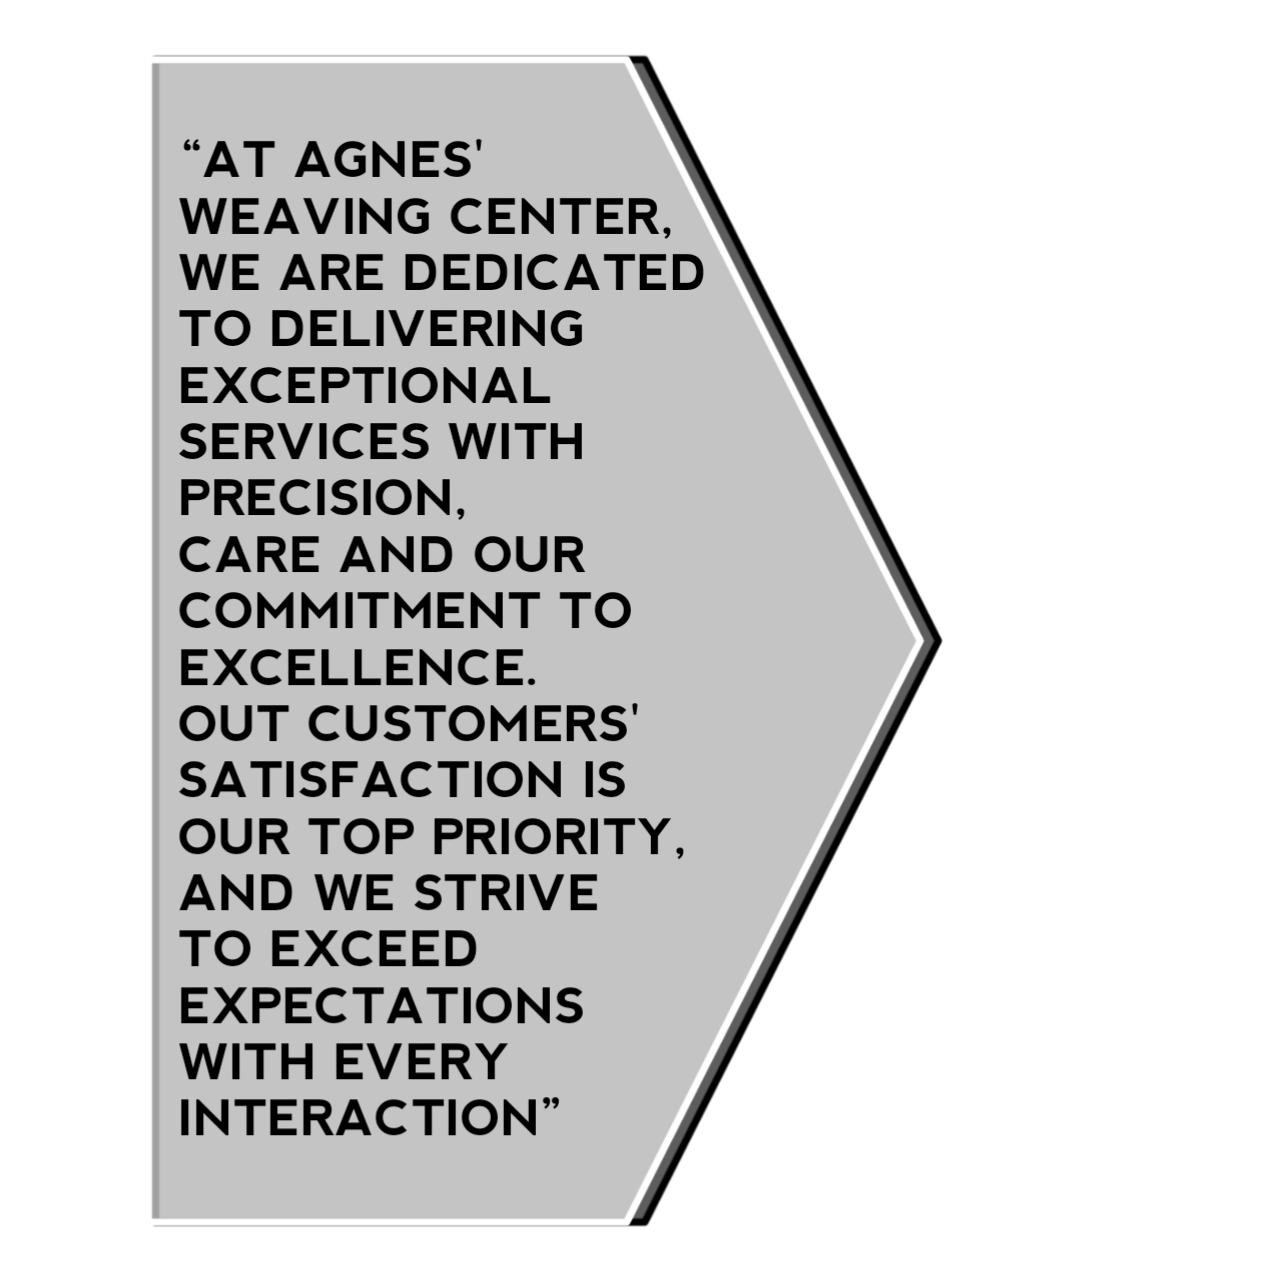 “AT AGNES'
WEAVING CENTER,
WE ARE DEDICATED
TO DELIVERING
EXCEPTIONAL
SERVICES WITH
PRECISION,
CARE AND OUR
COMMITMENT TO
EXCELLENCE.
OUT CUSTOMERS'
SATISFACTION IS
OUR TOP PRIORITY,
AND WE STRIVE
TO EXCEED
EXPECTATIONS
WITH EVERY
INTERACTION”